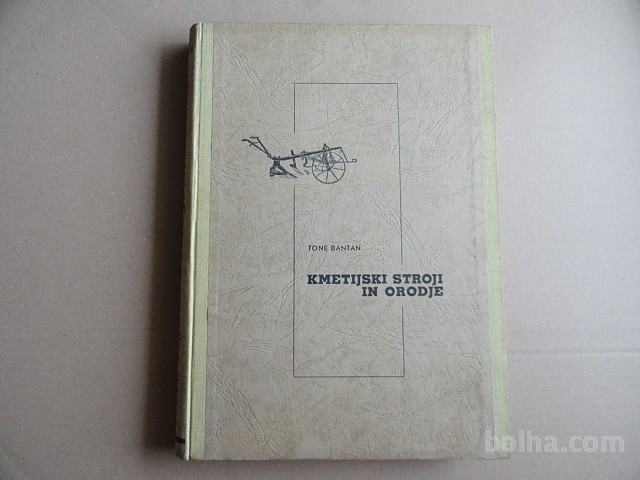 TONE BANTAN
KMETIJSKI STROJI
IN ORODJE
bolha.com